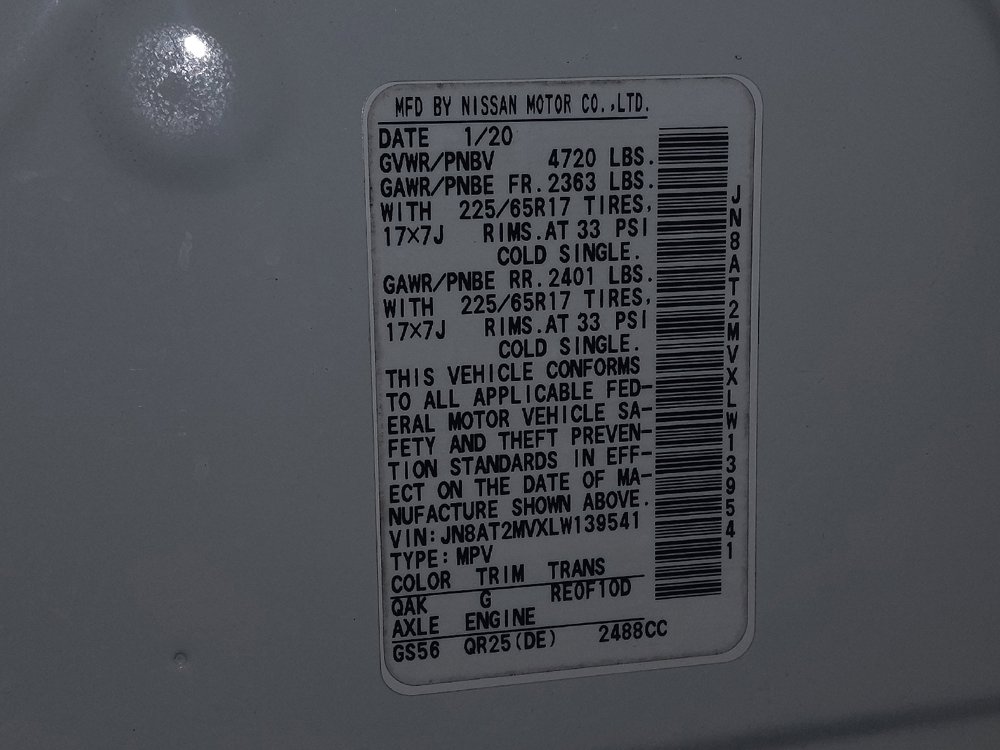 MFD BY NISSAN MOTOR CO.,LTD.
DATE 1/20
GVWR/PNBV 4720 LBS.
GAWR/PNBE FR.2363 LBS.
WITH 225/65R17 TIRES,
17×7J RIMS.AT 33 PSI
COLD SINGLE.
GAWR/PNBE RR.2401 LBS.
WITH 225/65R17 TIRES,
17×7J RIMS.AT 33 PSI
COLD SINGLE.
THIS VEHICLE CONFORMS
TO ALL APPLICABLE FED-
ERAL MOTOR VEHICLE SA-
FETY AND THEFT PREVEN-
TION STANDARDS IN EFF-
ECT ON THE DATE OF MA-
NUFACTURE SHOWN ABOVE.
VIN:JN8AT2MVXLW139541
TYPE:MPV
COLOR TRIM TRANS
QAK G RE0F10D
AXLE ENGINE
GS56 QR25(DE) 2488CC
JN8AT2MVXLW139541